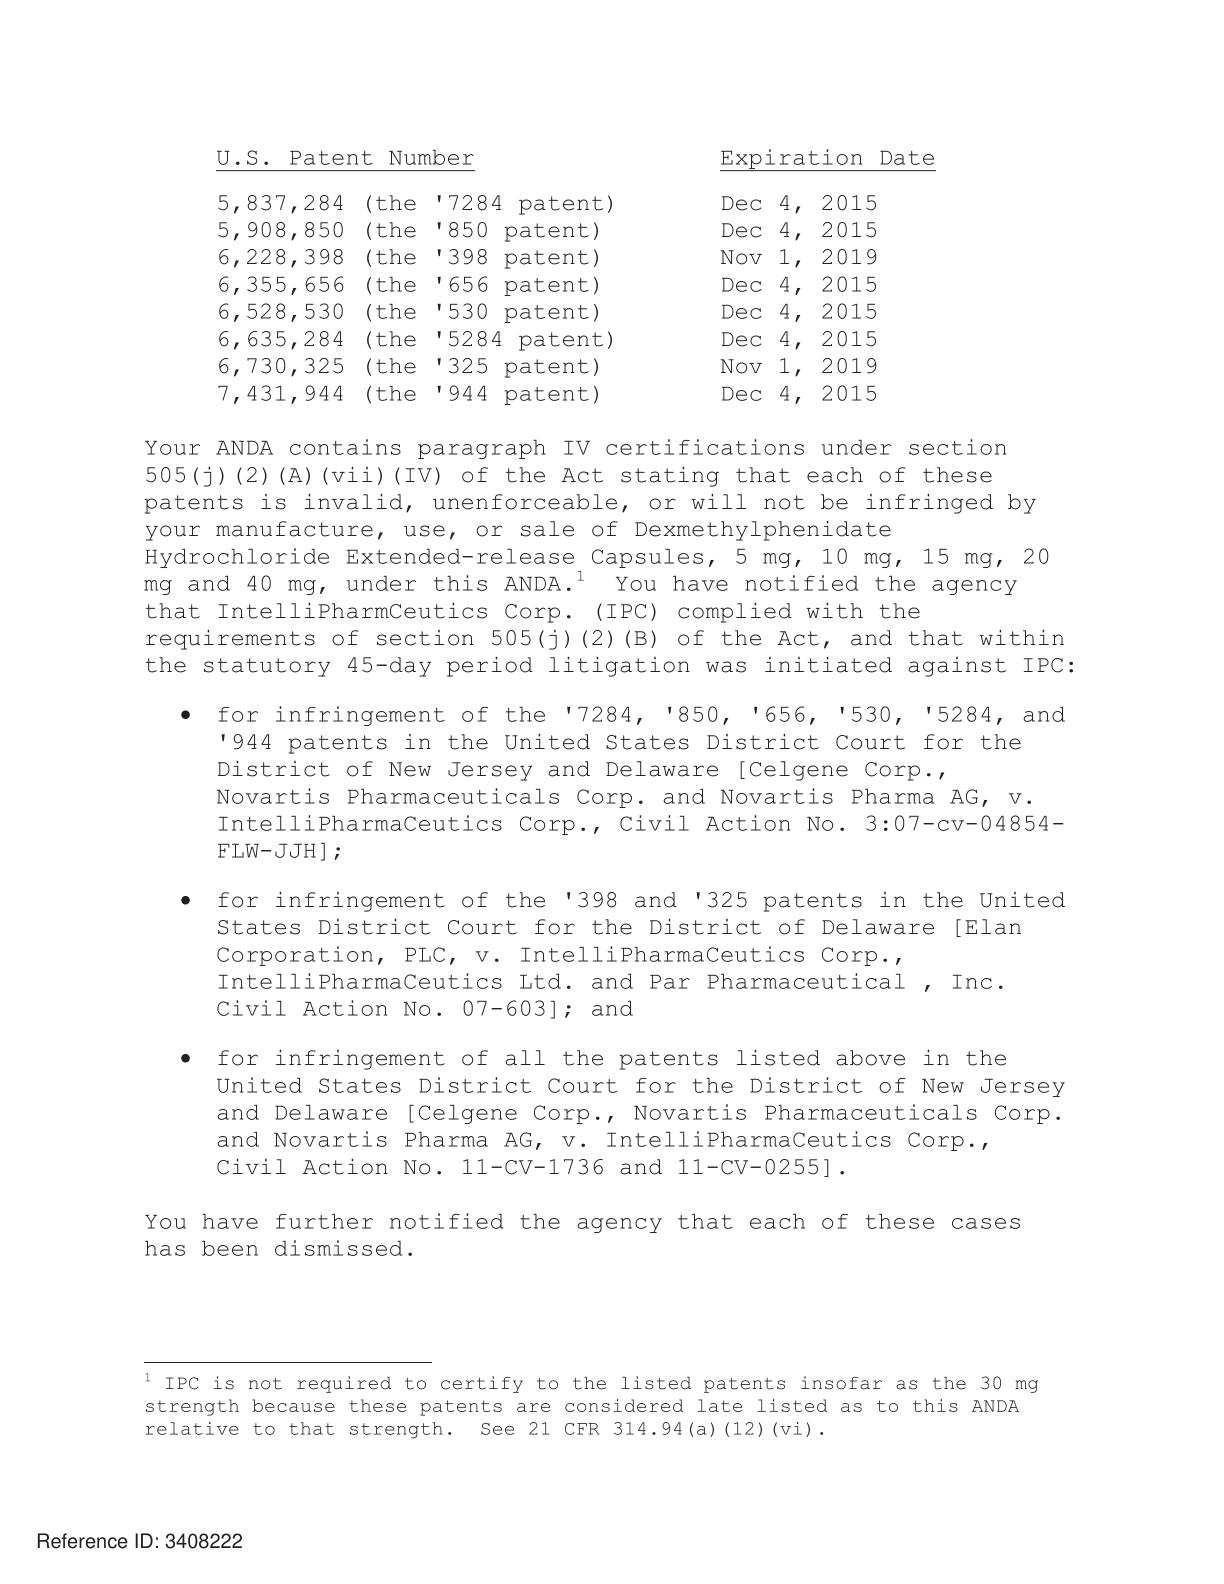 U.S. Patent Number Expiration Date
5,837,284 (the '7284 patent) Dec 4, 2015
5,908,850 (the '850 patent) Dec 4, 2015
6,228,398 (the '398 patent) Nov 1, 2019
6,355,656 (the '656 patent) Dec 4, 2015
6,528,530 (the '530 patent) Dec 4, 2015
6,635,284 (the '5284 patent) Dec 4, 2015
6,730,325 (the '325 patent) Nov 1, 2019
7,431,944 (the '944 patent) Dec 4, 2015
Your ANDA contains paragraph IV certifications under section
505(j)(2)(A)(vii)(IV) of the Act stating that each of these
patents is invalid, unenforceable, or will not be infringed by
your manufacture, use, or sale of Dexmethylphenidate
Hydrochloride Extended-release Capsules, 5 mg, 10 mg, 15 mg, 20
mg and 40 mg, under this ANDA.1 You have notified the agency
that IntelliPharmCeutics Corp. (IPC) complied with the
requirements of section 505(j)(2)(B) of the Act, and that within
the statutory 45-day period litigation was initiated against IPC:
• for infringement of the '7284, '850, '656, '530, '5284, and
'944 patents in the United States District Court for the
District of New Jersey and Delaware [Celgene Corp.,
Novartis Pharmaceuticals Corp. and Novartis Pharma AG, v.
IntelliPharmaCeutics Corp., Civil Action No. 3:07-cv-04854-
FLW-JJH];
• for infringement of the '398 and '325 patents in the United
States District Court for the District of Delaware [Elan
Corporation, PLC, v. IntelliPharmaCeutics Corp.,
IntelliPharmaCeutics Ltd. and Par Pharmaceutical , Inc.
Civil Action No. 07-603]; and
• for infringement of all the patents listed above in the
United States District Court for the District of New Jersey
and Delaware [Celgene Corp., Novartis Pharmaceuticals Corp.
and Novartis Pharma AG, v. IntelliPharmaCeutics Corp.,
Civil Action No. 11-CV-1736 and 11-CV-0255].
You have further notified the agency that each of these cases
has been dismissed.
1 IPC is not required to certify to the listed patents insofar as the 30 mg
strength because these patents are considered late listed as to this ANDA
relative to that strength. See 21 CFR 314.94(a)(12)(vi).
Reference ID: 3408222